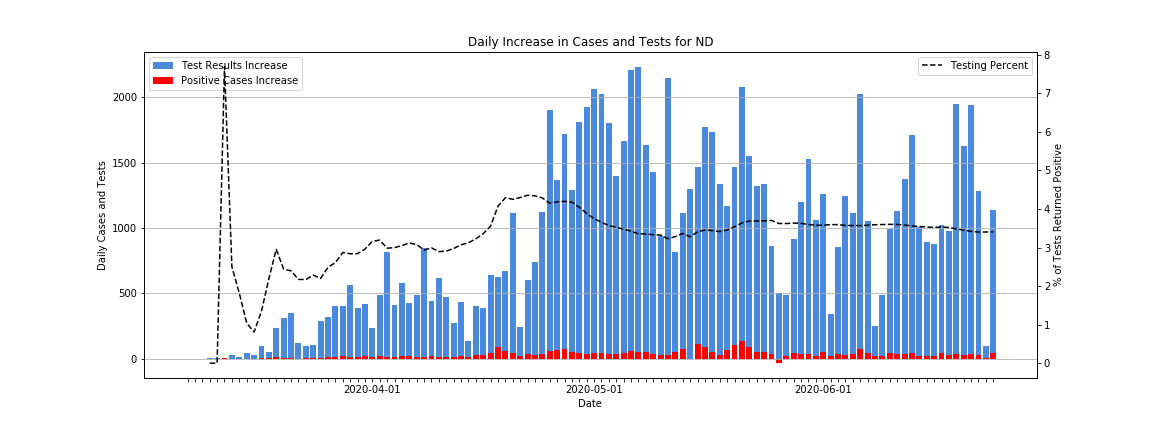 Daily Increase in Cases and Tests for ND
Test Results Increase
Positive Cases Increase
Testing Percent
2000
1500
1000
500
0
8
7
6
5
4
3
2
1
0
Daily Cases and Tests
% of Tests Returned Positive
2020-04-01
2020-05-01
2020-06-01
Date